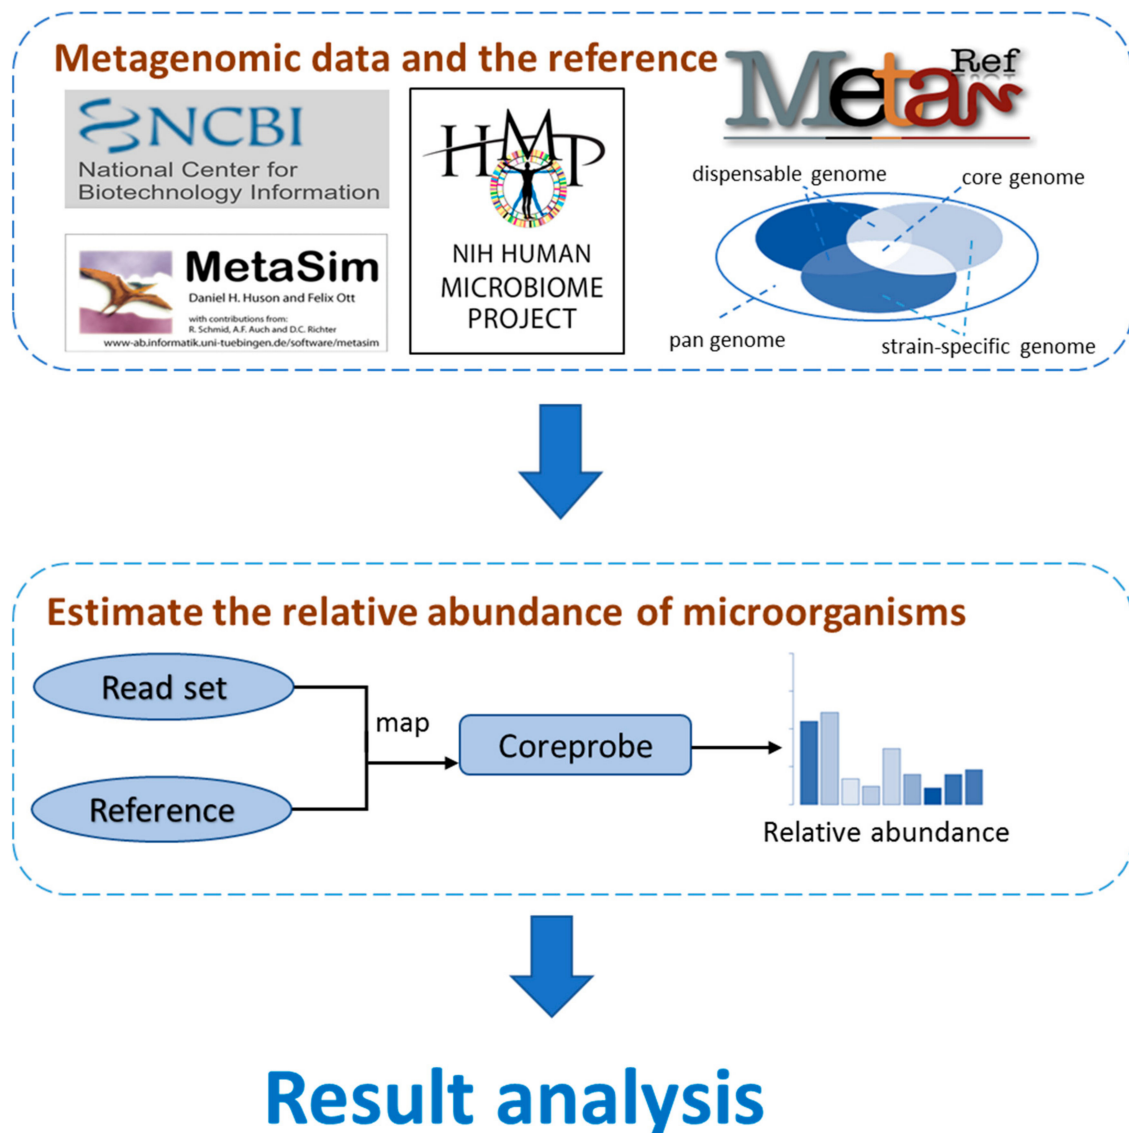 Metagenomic data and the reference
NCBI
National Center for
Biotechnology Information
MetaSim
Daniel H. Huson and Felix Ott
with contributions from:
R. Schmid, A.F. Auch and D.C. Richter
www-ab.informatik.uni-tuebingen.de/software/metasim
HMP
NIH HUMAN
MICROBIOME
PROJECT
Meta Ref
dispensable genome
core genome
pan genome
strain-specific genome
Estimate the relative abundance of microorganisms
Read set
Reference
map
Coreprobe
Relative abundance
Result analysis